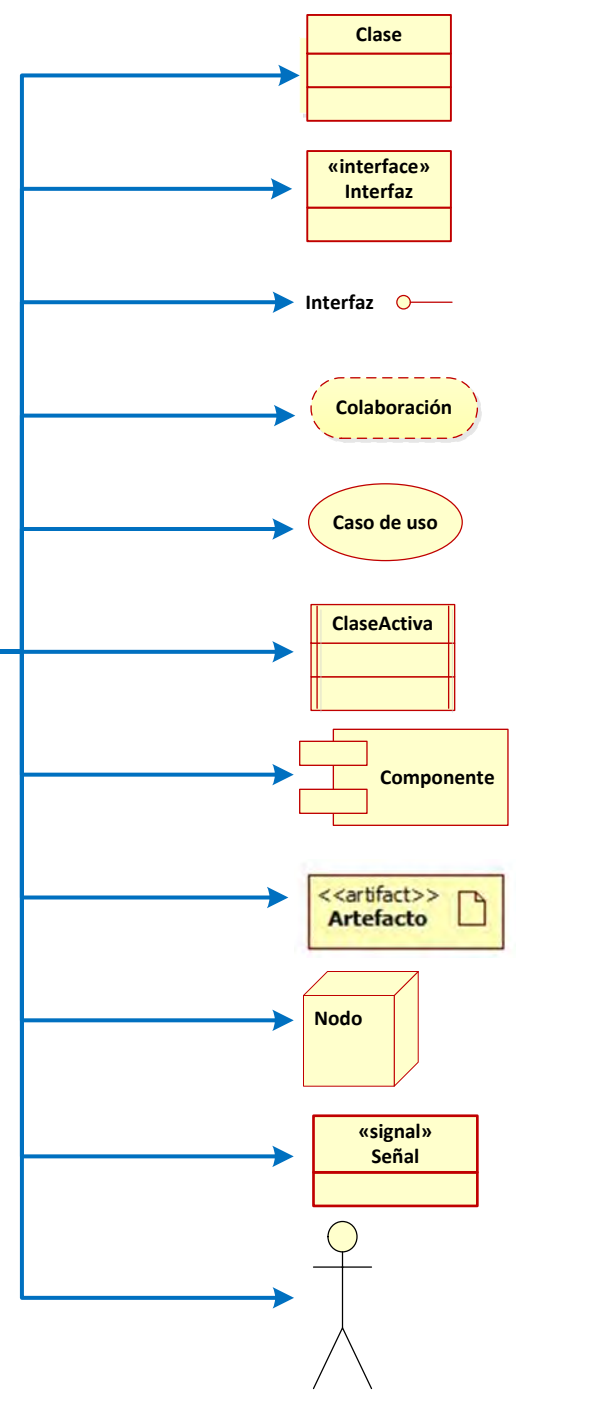 Clase
«interface»
Interfaz
Interfaz
Colaboración
Caso de uso
ClaseActiva
Componente
<<artifact>>
Artefacto
Nodo
«signal»
Señal